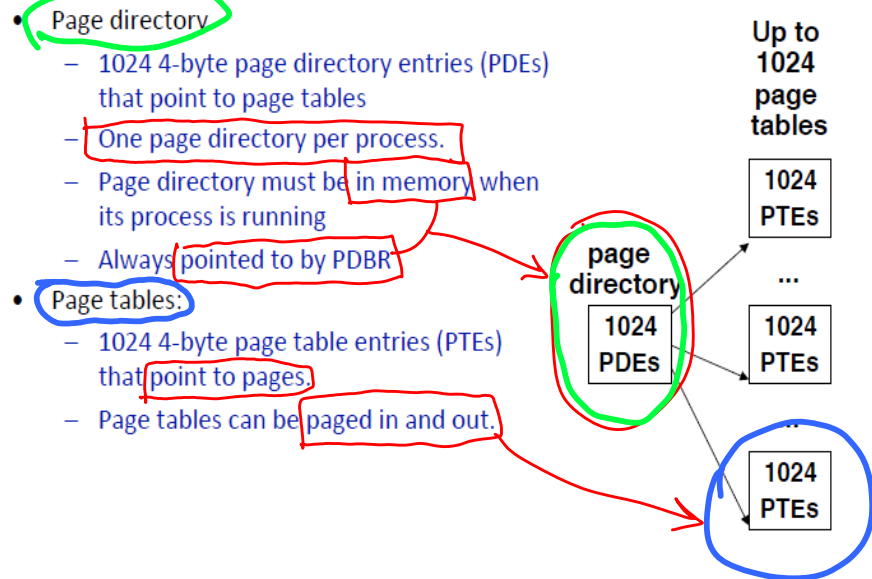 • Page directory
– 1024 4-byte page directory entries (PDEs)
that point to page tables
– One page directory per process.
– Page directory must be in memory when
its process is running
– Always pointed to by PDBR
• Page tables:
– 1024 4-byte page table entries (PTEs)
that point to pages.
– Page tables can be paged in and out.
page
directory
1024
PDEs
Up to
1024
page
tables
1024
PTEs
...
1024
PTEs
...
1024
PTEs